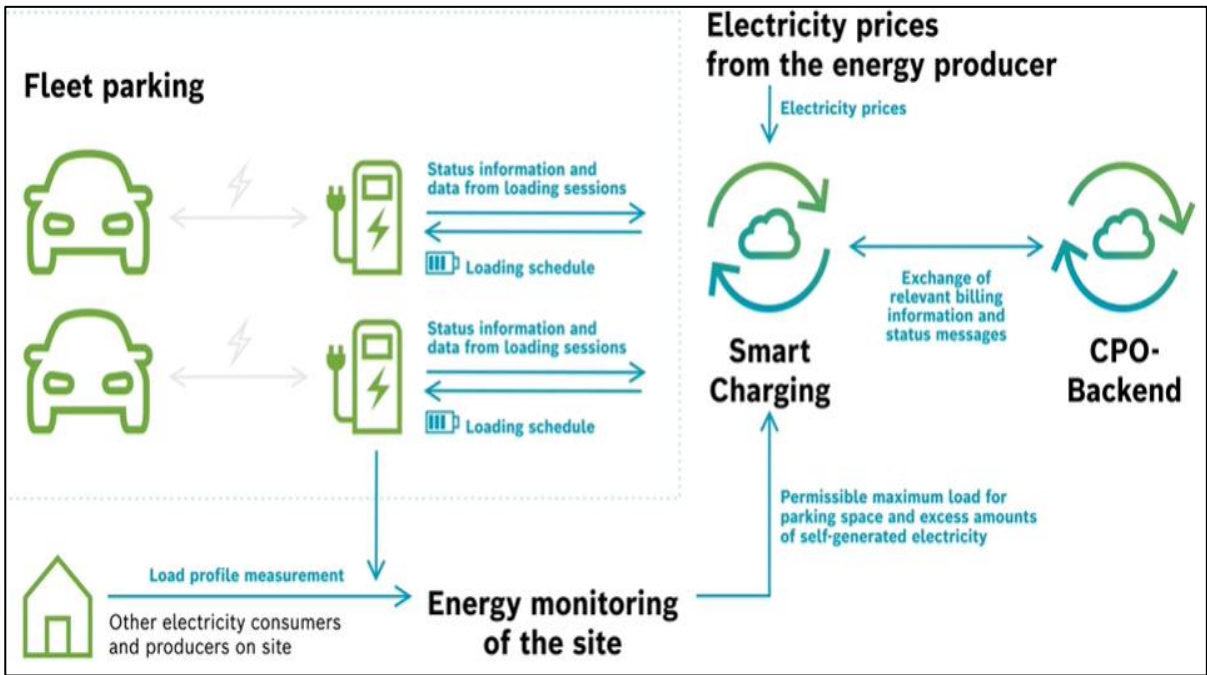 Fleet parking
Electricity prices
from the energy producer
Electricity prices
Status information and
data from loading sessions
Loading schedule
Status information and
data from loading sessions
Loading schedule
Smart
Charging
Exchange of
relevant billing
information and
status messages
CPO-
Backend
Permissible maximum load for
parking space and excess amounts
of self-generated electricity
Load profile measurement
Other electricity consumers
and producers on site
Energy monitoring
of the site